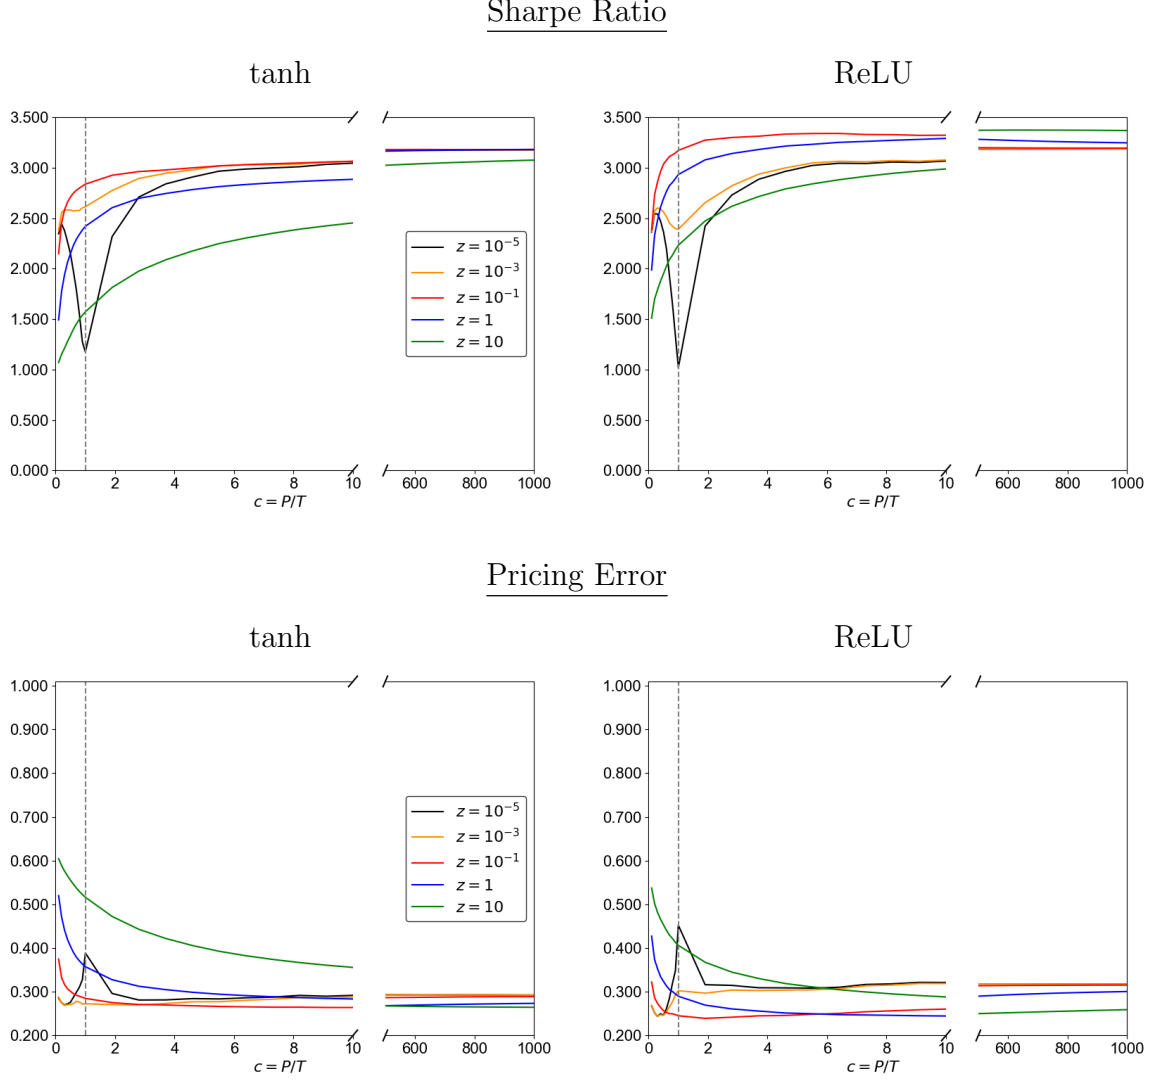 Sharpe Ratio
tanh
ReLU
3.500
3.000
2.500
2.000
1.500
1.000
0.500
0.000
0 2 4 6 8 10 600 800 1000
c = P/T
z = 10⁻⁵
z = 10⁻³
z = 10⁻¹
z = 1
z = 10
3.500
3.000
2.500
2.000
1.500
1.000
0.500
0.000
0 2 4 6 8 10 600 800 1000
c = P/T
Pricing Error
tanh
ReLU
1.000
0.900
0.800
0.700
0.600
0.500
0.400
0.300
0.200
0 2 4 6 8 10 600 800 1000
c = P/T
z = 10⁻⁵
z = 10⁻³
z = 10⁻¹
z = 1
z = 10
1.000
0.900
0.800
0.700
0.600
0.500
0.400
0.300
0.200
0 2 4 6 8 10 600 800 1000
c = P/T